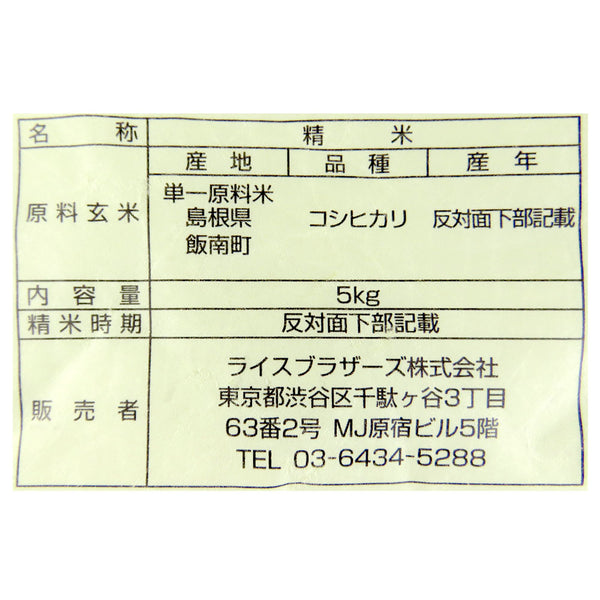 名称 精米
原料玄米 産地 品種 産年
単一原料米
島根県 コシヒカリ 反対面下部記載
飯南町
内容量 5kg
精米時期 反対面下部記載
販売者 ライスブラザーズ株式会社
東京都渋谷区千駄ヶ谷3丁目
63番2号 MJ原宿ビル5階
TEL 03-6434-5288